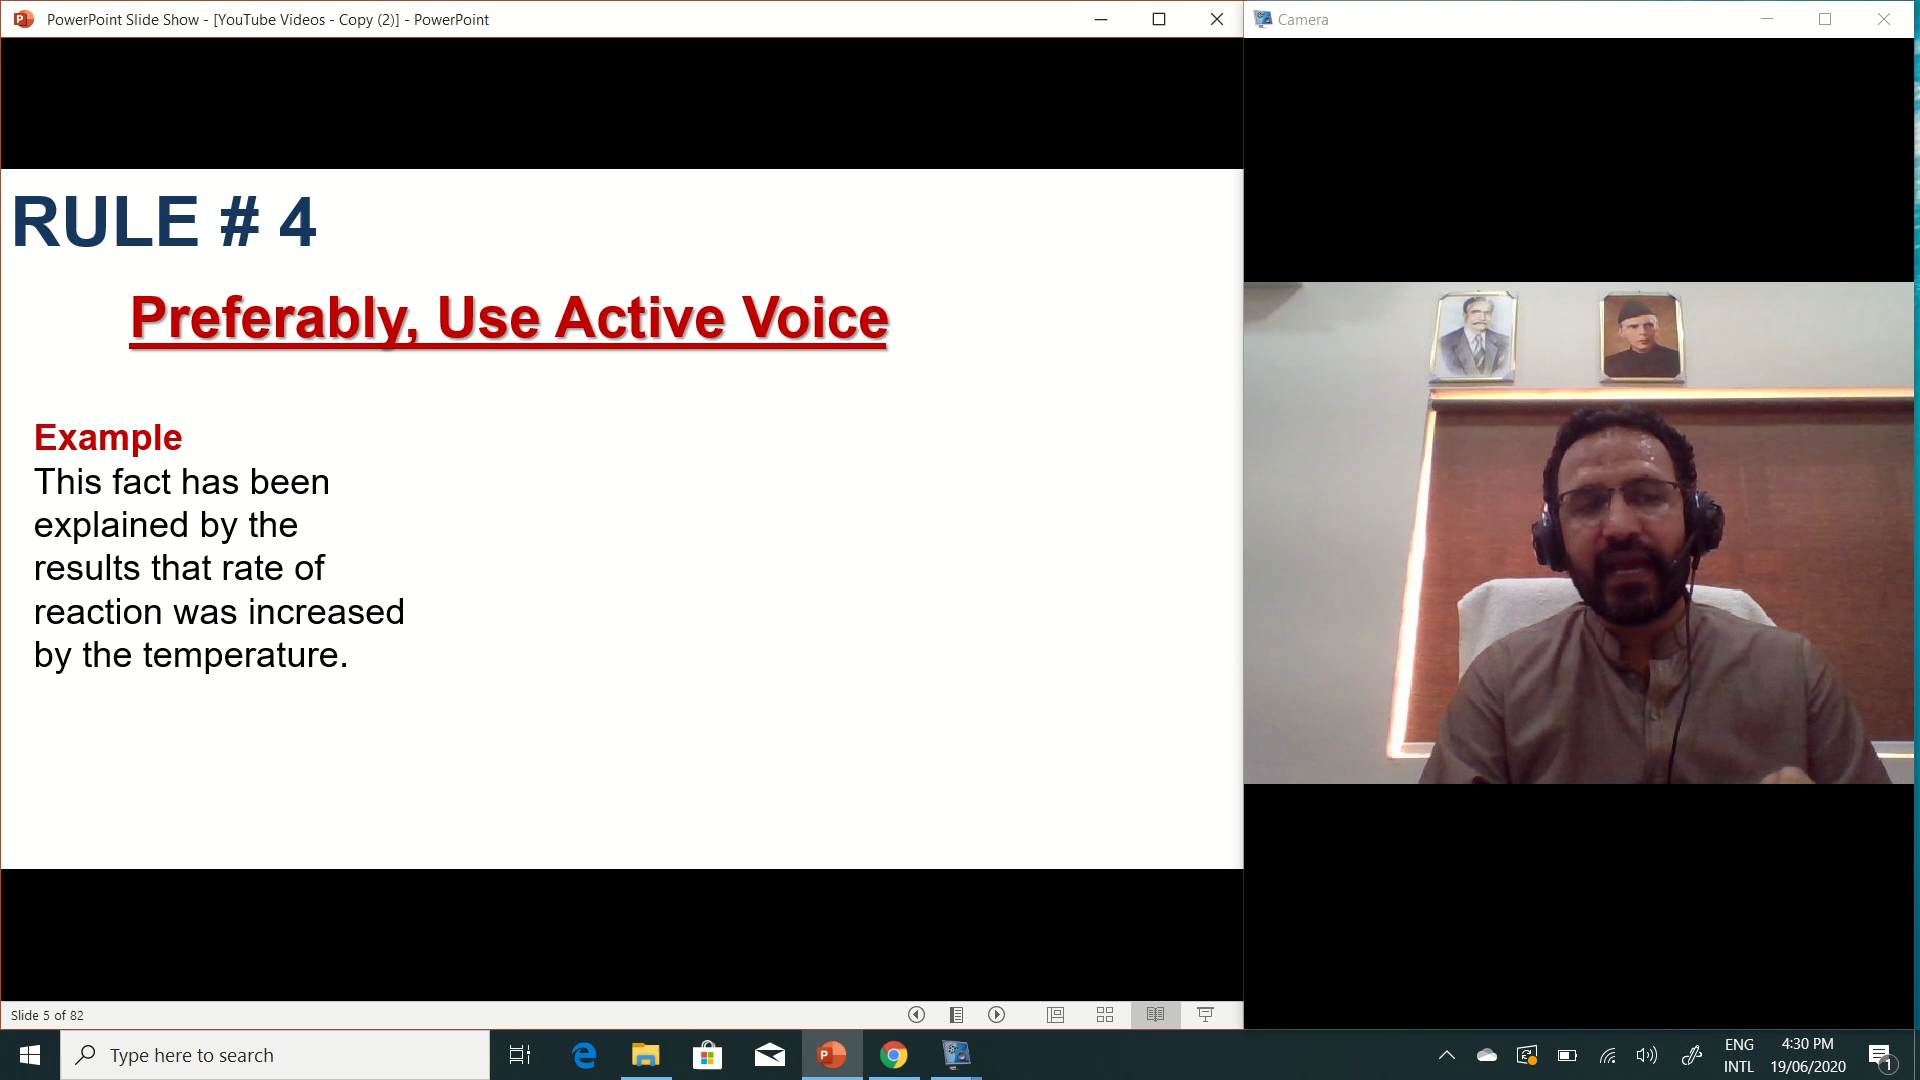 PowerPoint Slide Show - [YouTube Videos - Copy (2)] - PowerPoint
Camera
RULE # 4
Preferably, Use Active Voice
Example
This fact has been
explained by the
results that rate of
reaction was increased
by the temperature.
Slide 5 of 82
Type here to search
ENG
INTL
4:30 PM
19/06/2020
1